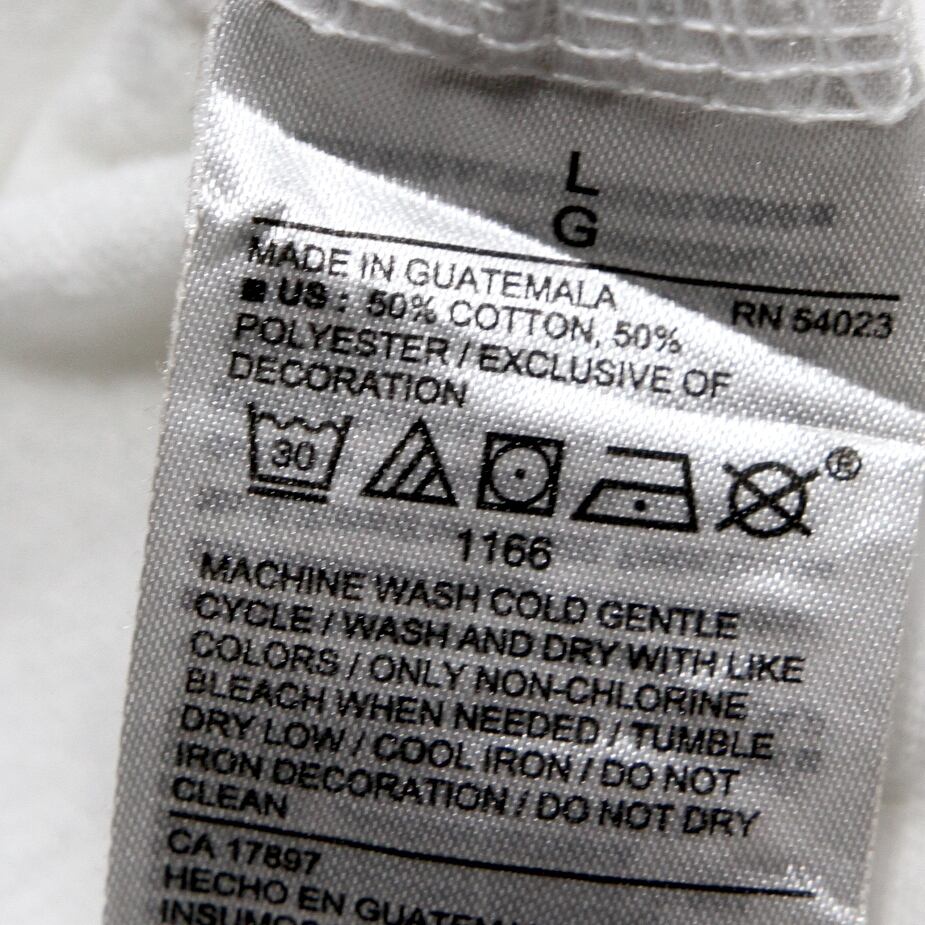 L
G
MADE IN GUATEMALA RN 54023
US: 50% COTTON, 50%
POLYESTER / EXCLUSIVE OF
DECORATION
30 ®
1166
MACHINE WASH COLD GENTLE
CYCLE / WASH AND DRY WITH LIKE
COLORS / ONLY NON-CHLORINE
BLEACH WHEN NEEDED / TUMBLE
DRY LOW / COOL IRON / DO NOT
IRON DECORATION / DO NOT DRY
CLEAN
CA 17897
HECHO EN